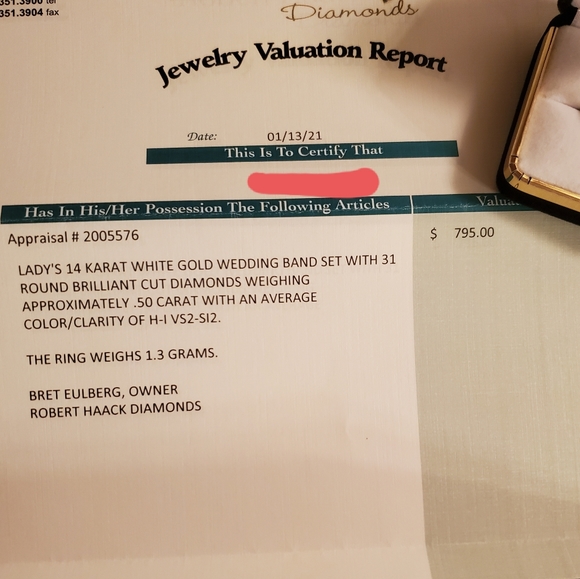 351.3900 tel
351.3904 fax
Diamonds
Jewelry Valuation Report
Date: 01/13/21
This Is To Certify That
Has In His/Her Possession The Following Articles
Appraisal # 2005576 $ 795.00
LADY'S 14 KARAT WHITE GOLD WEDDING BAND SET WITH 31
ROUND BRILLIANT CUT DIAMONDS WEIGHING
APPROXIMATELY .50 CARAT WITH AN AVERAGE
COLOR/CLARITY OF H-I VS2-SI2.
THE RING WEIGHS 1.3 GRAMS.
BRET EULBERG, OWNER
ROBERT HAACK DIAMONDS